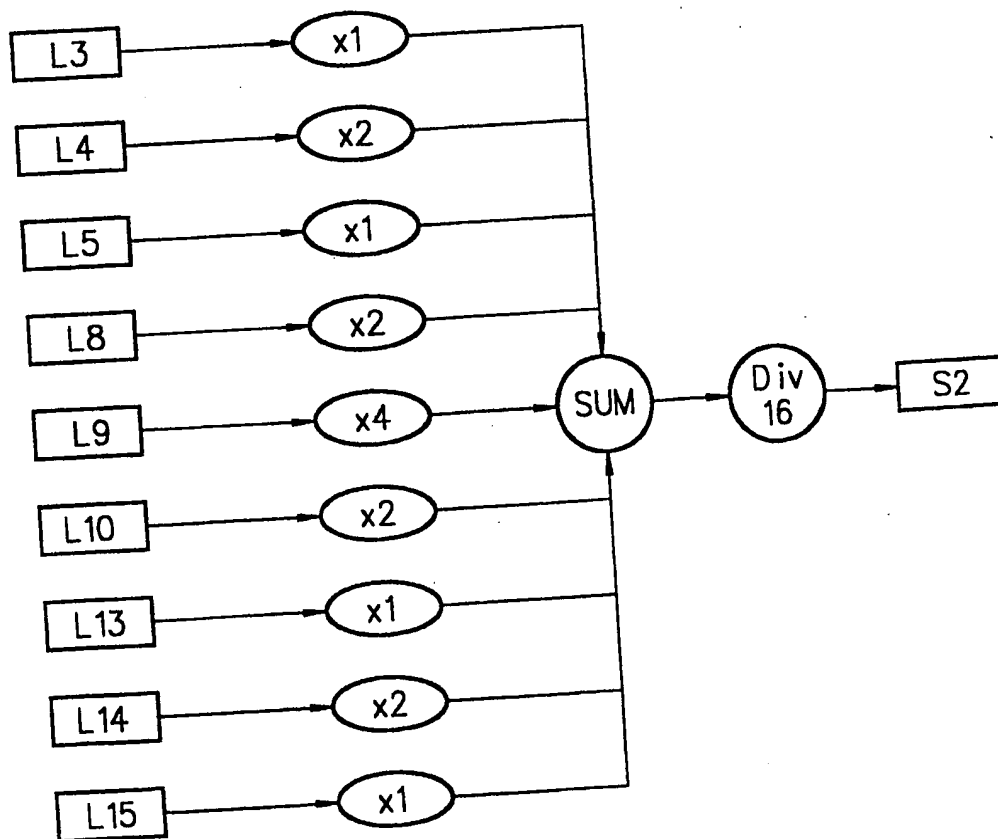 L3 x1
L4 x2
L5 x1
L8 x2
L9 x4 SUM Div 16 S2
L10 x2
L13 x1
L14 x2
L15 x1